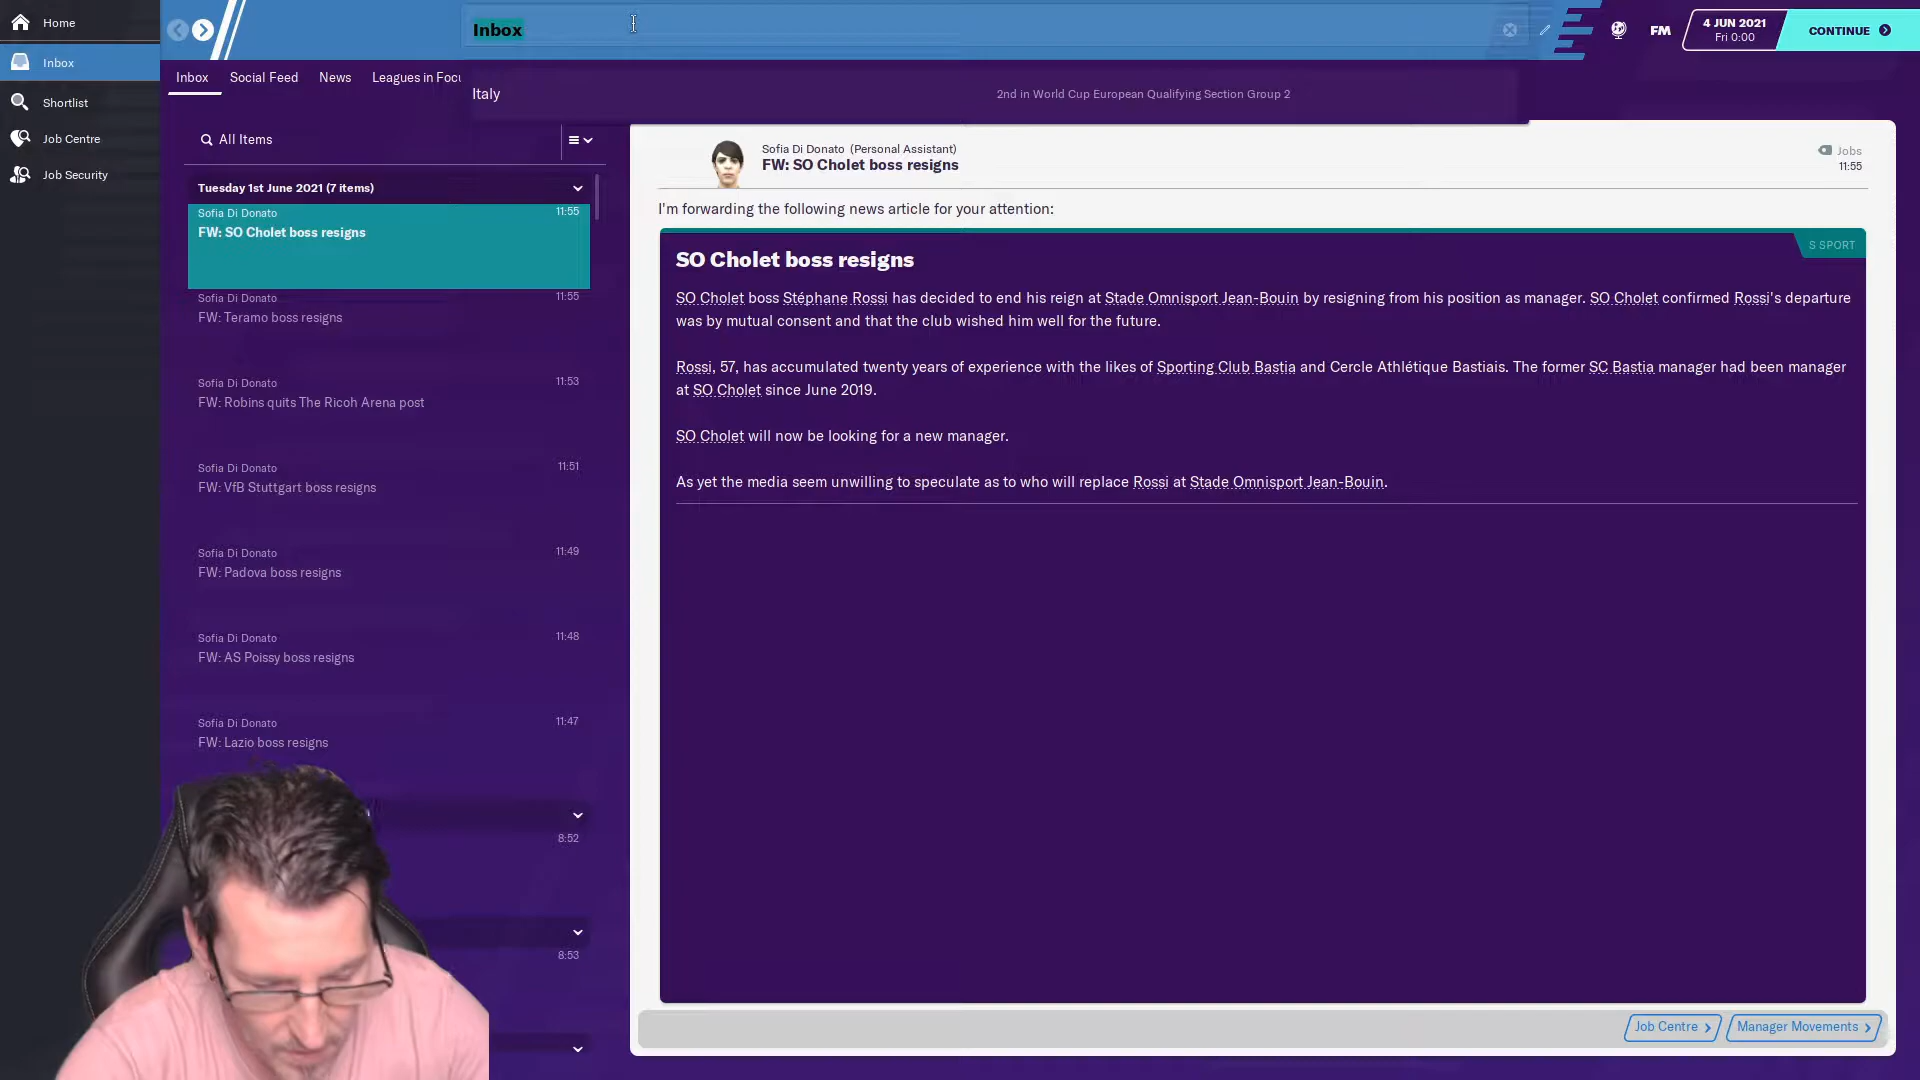 Home
Inbox
Shortlist
Job Centre
Job Security
Inbox
4 JUN 2021
Fri 0:00
FM
CONTINUE
Inbox
Social Feed
News
Leagues in Focu
Italy
2nd in World Cup European Qualifying Section Group 2
All Items
Tuesday 1st June 2021 (7 items)
Sofia Di Donato
11:55
FW: SO Cholet boss resigns
Sofia Di Donato
11:55
FW: Teramo boss resigns
Sofia Di Donato
11:53
FW: Robins quits The Ricoh Arena post
Sofia Di Donato
11:51
FW: VfB Stuttgart boss resigns
Sofia Di Donato
11:49
FW: Padova boss resigns
Sofia Di Donato
11:48
FW: AS Poissy boss resigns
Sofia Di Donato
11:47
FW: Lazio boss resigns
8:52
8:53
Sofia Di Donato (Personal Assistant)
FW: SO Cholet boss resigns
Jobs
11:55
I'm forwarding the following news article for your attention:
S SPORT
SO Cholet boss resigns
SO Cholet boss Stéphane Rossi has decided to end his reign at Stade Omnisport Jean-Bouin by resigning from his position as manager. SO Cholet confirmed Rossi's departure
was by mutual consent and that the club wished him well for the future.
Rossi, 57, has accumulated twenty years of experience with the likes of Sporting Club Bastia and Cercle Athlétique Bastiais. The former SC Bastia manager had been manager
at SO Cholet since June 2019.
SO Cholet will now be looking for a new manager.
As yet the media seem unwilling to speculate as to who will replace Rossi at Stade Omnisport Jean-Bouin.
Job Centre
Manager Movements